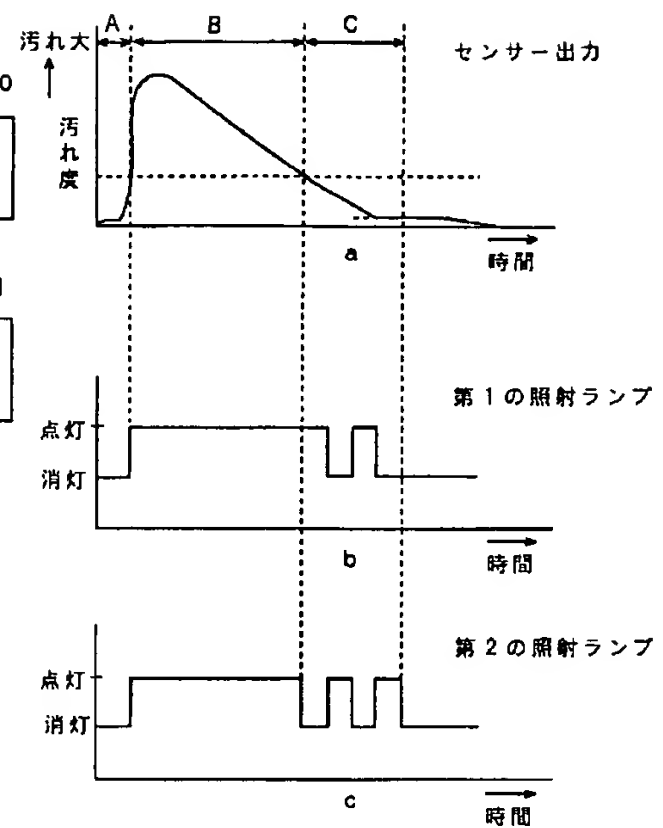 A B C
汚れ大
センサー出力
汚れ度
a
時間
第1の照射ランプ
点灯
消灯
b
時間
第2の照射ランプ
点灯
消灯
c
時間